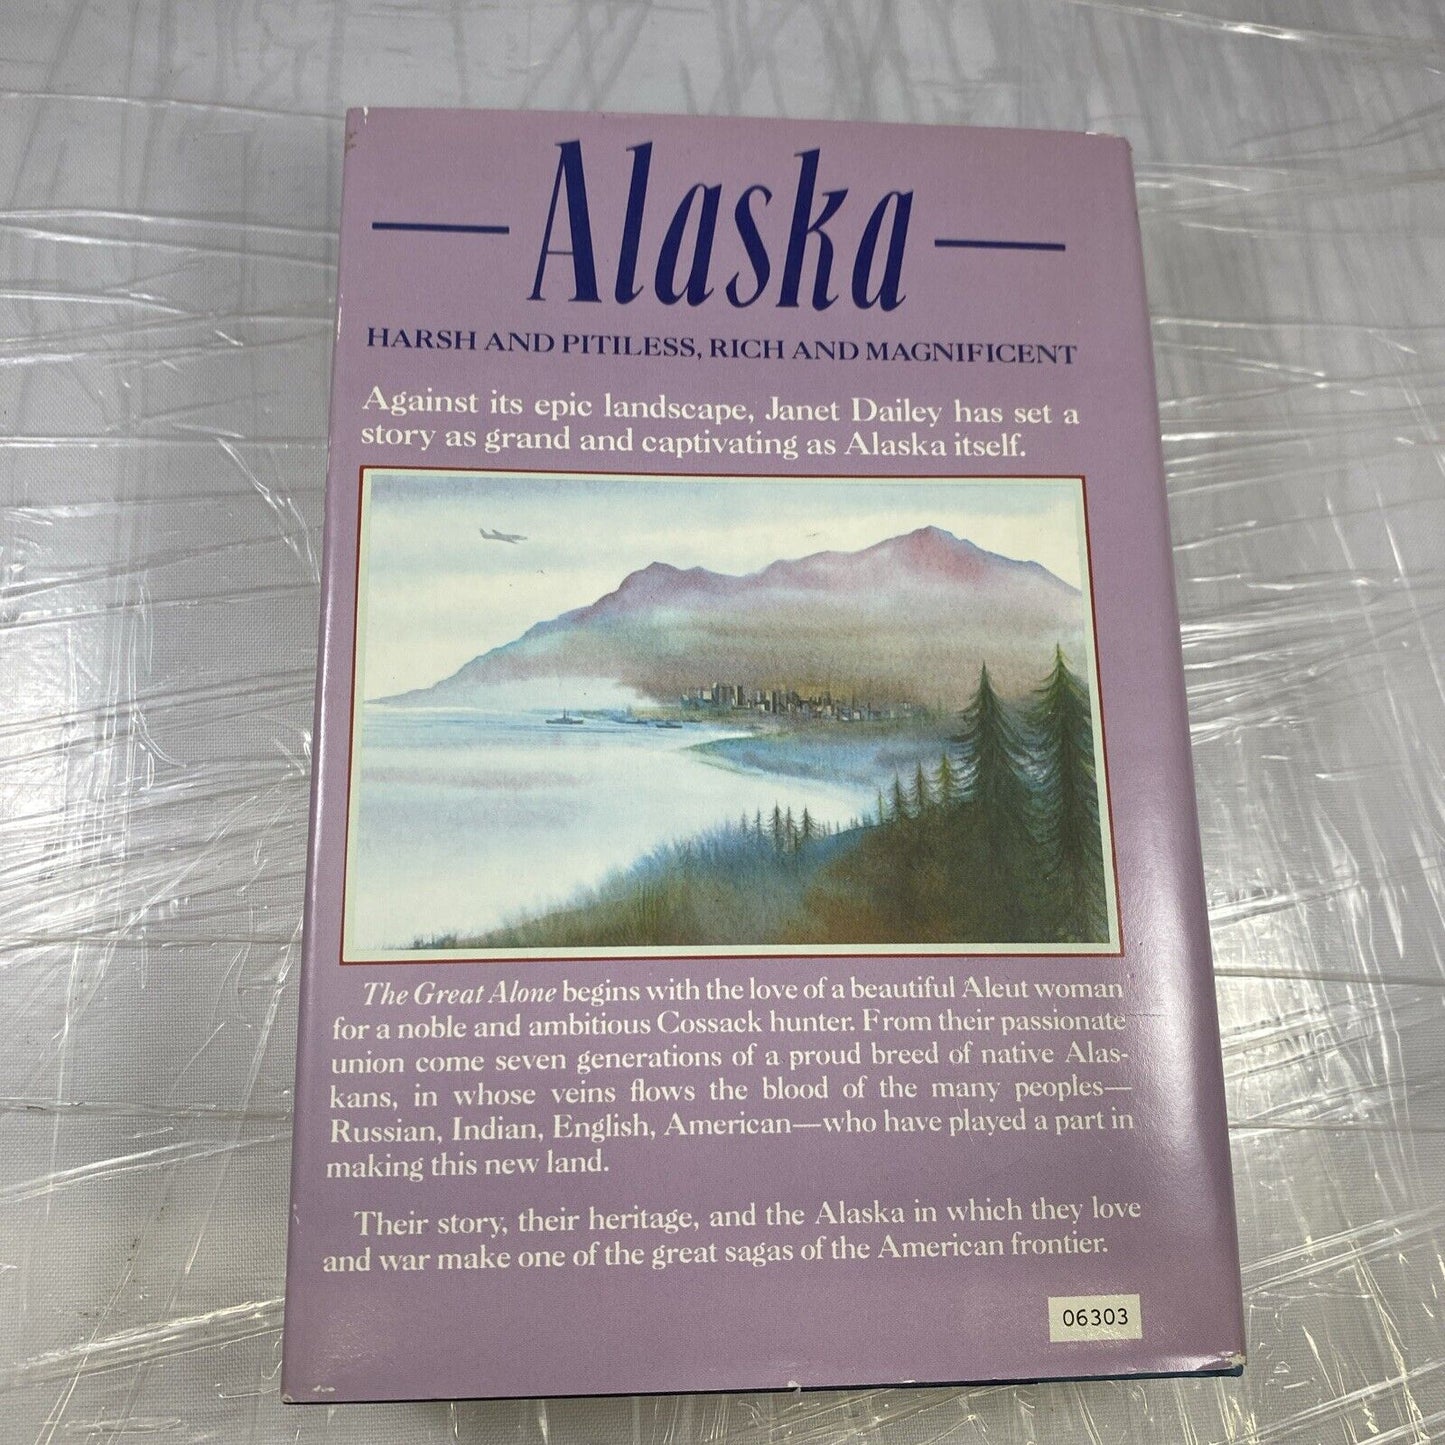 — Alaska —
HARSH AND PITILESS, RICH AND MAGNIFICENT
Against its epic landscape, Janet Dailey has set a
story as grand and captivating as Alaska itself.
The Great Alone begins with the love of a beautiful Aleut woman
for a noble and ambitious Cossack hunter. From their passionate
union come seven generations of a proud breed of native Alas-
kans, in whose veins flows the blood of the many peoples—
Russian, Indian, English, American—who have played a part in
making this new land.
Their story, their heritage, and the Alaska in which they love
and war make one of the great sagas of the American frontier.
06303